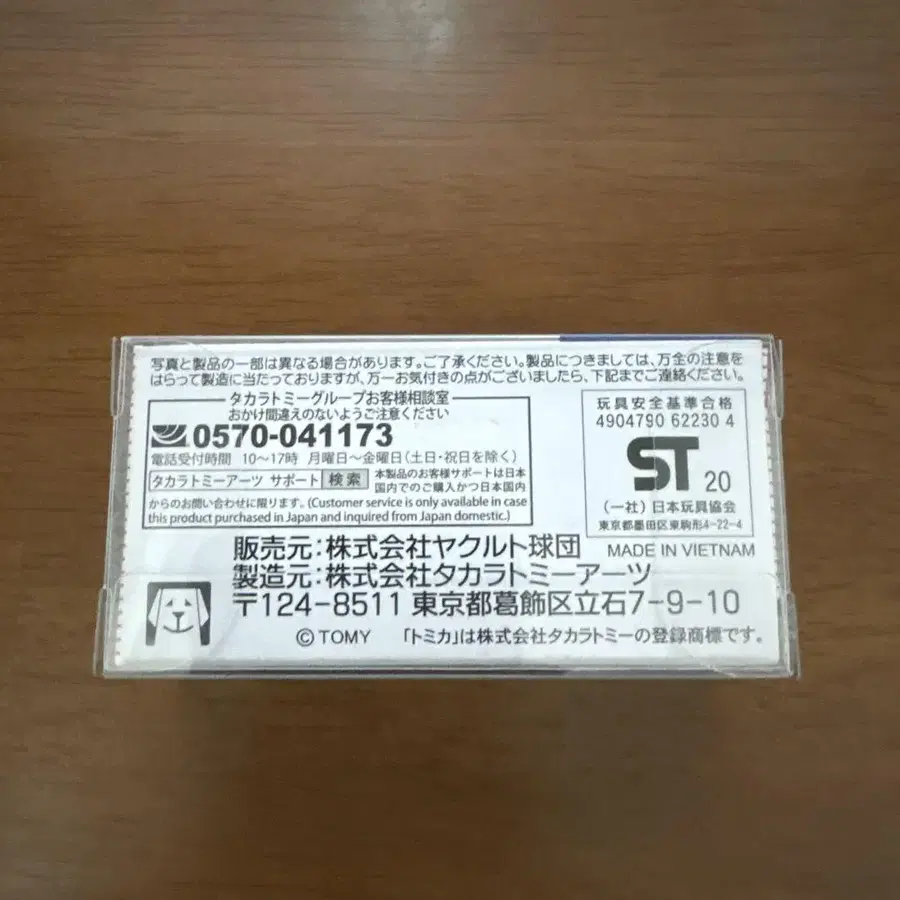 写真と製品の一部は異なる場合があります。ご了承ください。製品につきましては、万全の注意を
はらって製造に当たっておりますが、万一お気付きの点がございましたら、下記までご連絡ください。
タカラトミーグループお客様相談室
おかけ間違えのないようご注意ください
0570-041173
電話受付時間 10〜17時 月曜日〜金曜日(土日・祝日を除く)
タカラトミーアーツ サポート 検索 本製品のお客様サポートは日本
国内でのご購入かつ日本国内
からのお問い合わせに限ります。(Customer service is only available in case
this product purchased in Japan and inquired from Japan domestic.)
玩具安全基準合格
4904790 62230 4
ST 20
(一社)日本玩具協会
東京都墨田区東駒形4-22-4
MADE IN VIETNAM
販売元:株式会社ヤクルト球団
製造元:株式会社タカラトミーアーツ
〒124-8511 東京都葛飾区立石7-9-10
© TOMY 「トミカ」は株式会社タカラトミーの登録商標です。